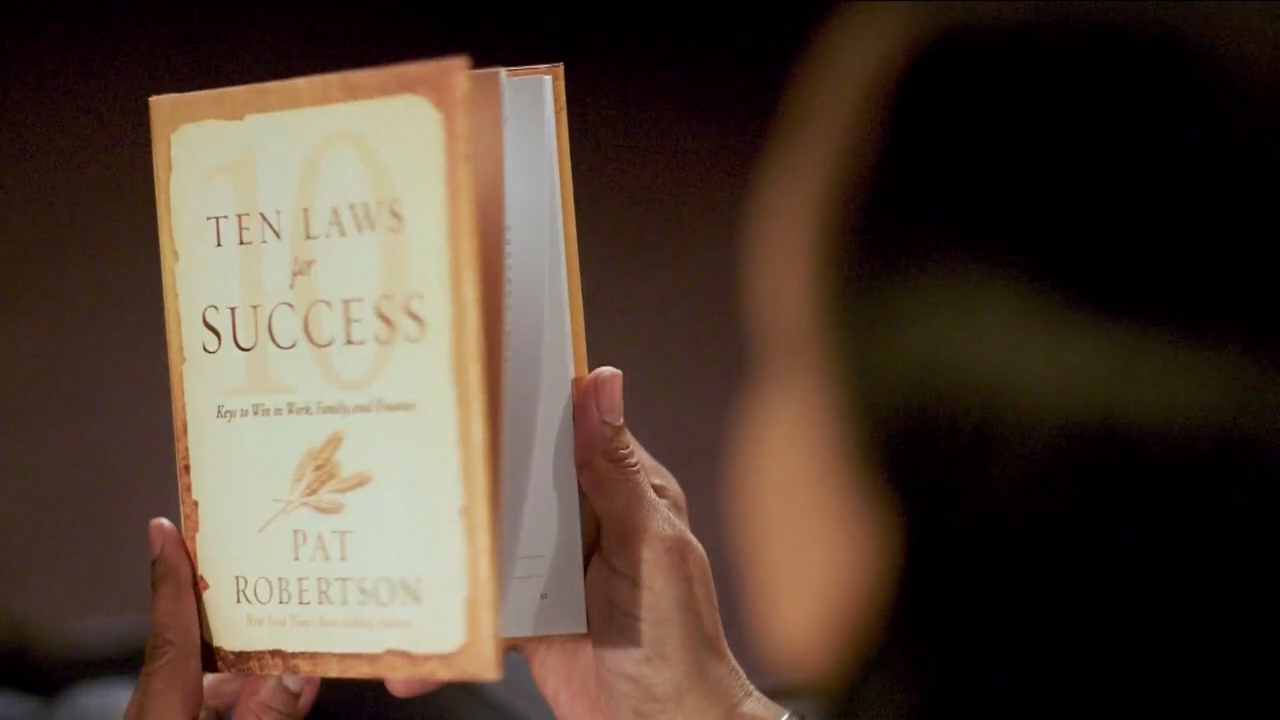 10
TEN LAWS
for
SUCCESS
Keys to Win in Work, Family, and Finances
PAT
ROBERTSON
New York Times bestselling author